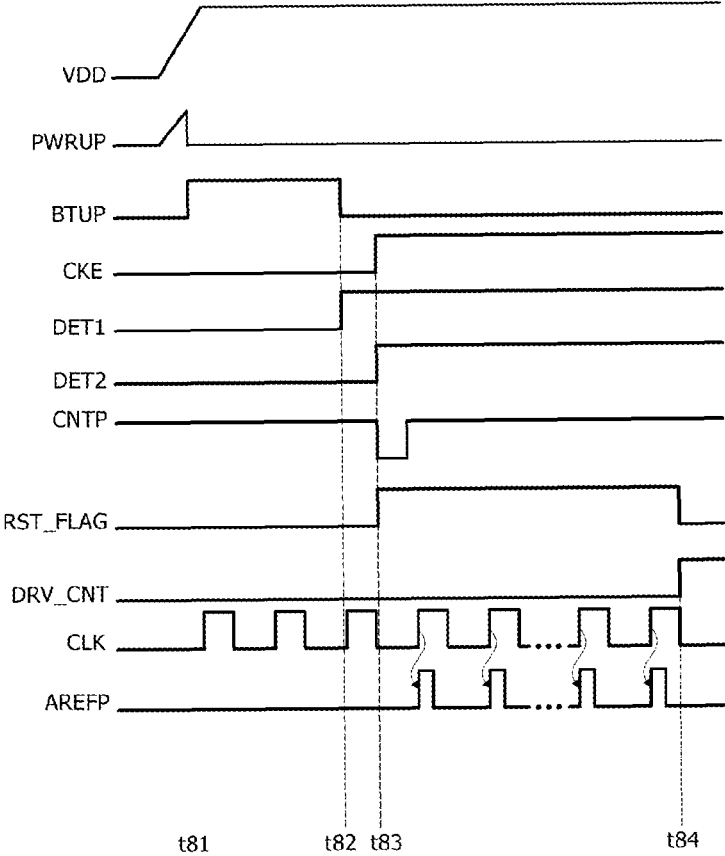 VDD
PWRUP
BTUP
CKE
DET1
DET2
CNTP
RST_FLAG
DRV_CNT
CLK
AREFP
t81 t82 t83 t84